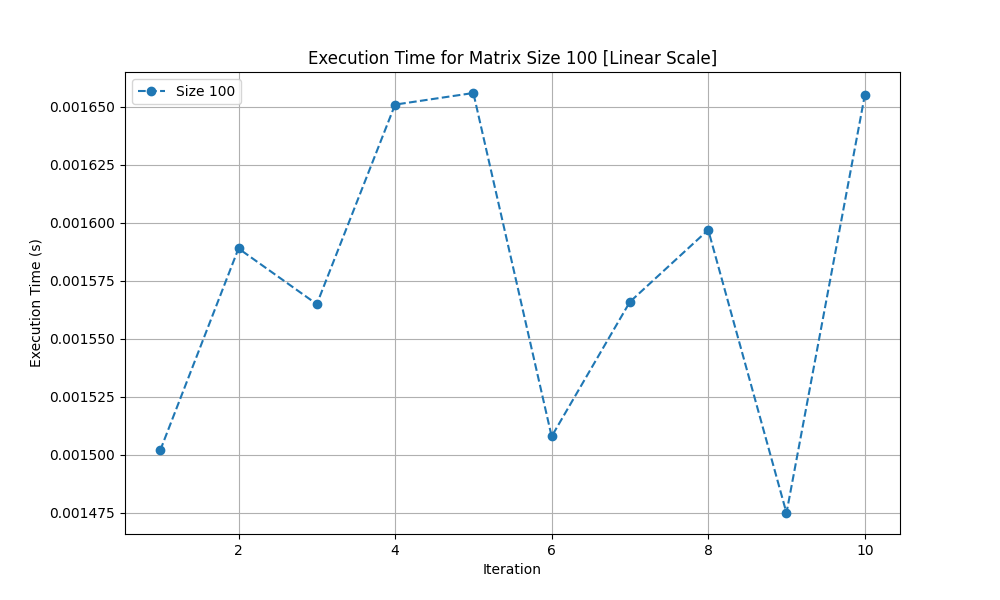 Execution Time for Matrix Size 100 [Linear Scale]
Size 100
Execution Time (s)
0.001650
0.001625
0.001600
0.001575
0.001550
0.001525
0.001500
0.001475
2 4 6 8 10
Iteration